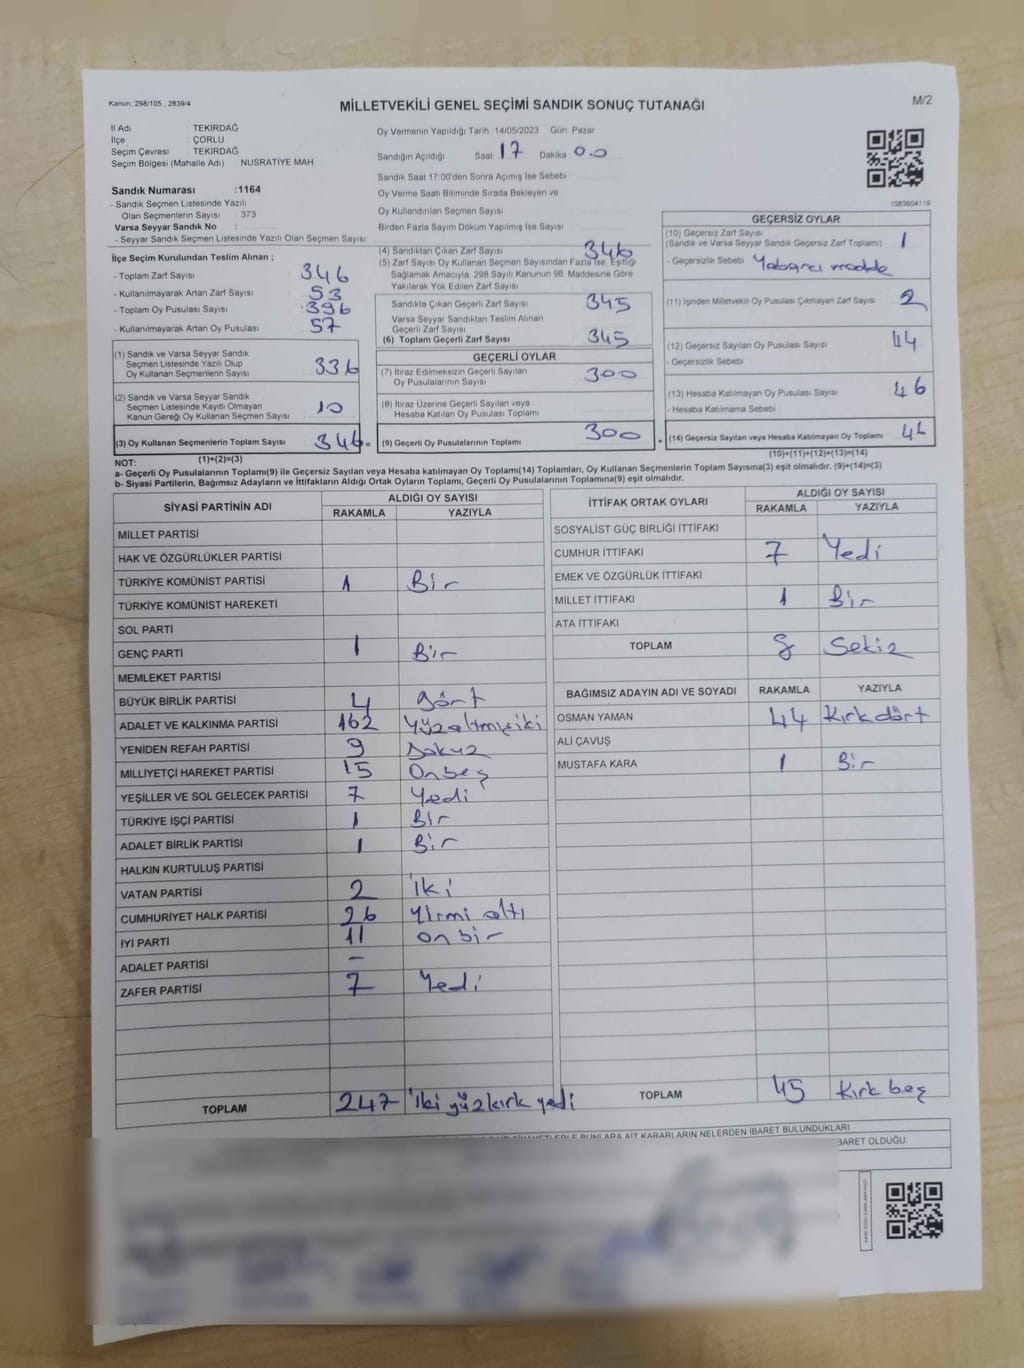 Kanun: 298/105 , 2839/4
MİLLETVEKİLİ GENEL SEÇİMİ SANDIK SONUÇ TUTANAĞI
M/2
İl Adı : TEKİRDAĞ
İlçe : ÇORLU
Seçim Çevresi : TEKİRDAĞ
Seçim Bölgesi (Mahalle Adı) : NUSRATİYE MAH.
Sandık Numarası :1164
- Sandık Seçmen Listesinde Yazılı
Olan Seçmenlerin Sayısı : 373
Varsa Seyyar Sandık No :
- Seyyar Sandık Seçmen Listesinde Yazılı Olan Seçmen Sayısı:
Oy Vermenin Yapıldığı Tarih :14/05/2023 Gün: Pazar
Sandığın Açıldığı Saat 17 Dakika 00
Sandık Saat 17:00'den Sonra Açımış İse Sebebi
Oy Verme Saati Bitiminde Sırada Bekleyen ve
Oy Kullandırılan Seçmen Sayısı
Birden Fazla Sayım Döküm Yapılmış İse Sayısı :
1083604119
İlçe Seçim Kurulundan Teslim Alınan ;
- Toplam Zarf Sayısı : 346
- Kullanılmayarak Artan Zarf Sayısı : 53
- Toplam Oy Pusulası Sayısı : 396
- Kullanılmayarak Artan Oy Pusulası : 57
(1) Sandık ve Varsa Seyyar Sandık
Seçmen Listesinde Yazılı Olup
Oy Kullanan Seçmenlerin Sayısı : 336
(2) Sandık ve Varsa Seyyar Sandık
Seçmen Listesinde Kayıtlı Olmayan
Kanun Gereği Oy Kullanan Seçmen Sayısı : 10
(3) Oy Kullanan Seçmenlerin Toplam Sayısı : 346 =
(1)+(2)=(3)
(4) Sandıktan Çıkan Zarf Sayısı : 346
(5) Zarf Sayısı Oy Kullanan Seçmen Sayısından Fazla İse, Eşitliği
Sağlamak Amacıyla, 298 Sayılı Kanunun 98. Maddesine Göre
Yakılarak Yok Edilen Zarf Sayısı :
Sandıkta Çıkan Geçerli Zarf Sayısı : 345
Varsa Seyyar Sandıktan Teslim Alınan
Geçerli Zarf Sayısı :
(6) Toplam Geçerli Zarf Sayısı : 345
GEÇERLİ OYLAR
(7) İtiraz Edilmeksizin Geçerli Sayılan
Oy Pusulalarının Sayısı : 300
(8) İtiraz Üzerine Geçerli Sayılan veya
Hesaba Katılan Oy Pusulası Toplamı :
(9) Geçerli Oy Pusulalarının Toplamı : 300 +
GEÇERSİZ OYLAR
(10) Geçersiz Zarf Sayısı
(Sandık ve Varsa Seyyar Sandık Geçersiz Zarf Toplamı) : 1
- Geçersizlik Sebebi : Yabancı madde
(11) İçinden Milletvekili Oy Pusulası Çıkmayan Zarf Sayısı : 2
(12) Geçersiz Sayılan Oy Pusulası Sayısı : 44
- Geçersizlik Sebebi :
(13) Hesaba Katılmayan Oy Pusulası Sayısı : 46
- Hesaba Katılmama Sebebi :
(14) Geçersiz Sayılan veya Hesaba Katılmayan Oy Toplamı :
(10)+(11)+(12)+(13)=(14)
NOT:
a- Geçerli Oy Pusulalarının Toplamı(9) ile Geçersiz Sayılan veya Hesaba katılmayan Oy Toplamı(14) Toplamları, Oy Kullanan Seçmenlerin Toplam Sayısına(3) eşit olmalıdır. (9)+(14)=(3)
b- Siyasi Partilerin, Bağımsız Adayların ve İttifakların Aldığı Ortak Oyların Toplamı, Geçerli Oy Pusulalarının Toplamına(9) eşit olmalıdır.
SİYASİ PARTİNİN ADI ALDIĞI OY SAYISI
RAKAMLA YAZIYLA
MİLLET PARTİSİ
HAK VE ÖZGÜRLÜKLER PARTİSİ
TÜRKİYE KOMÜNİST PARTİSİ 1 Bir
TÜRKİYE KOMÜNİST HAREKETİ
SOL PARTİ
GENÇ PARTİ 1 Bir
MEMLEKET PARTİSİ
BÜYÜK BİRLİK PARTİSİ 4 dört
ADALET VE KALKINMA PARTİSİ 162 Yüzaltmışiki
YENİDEN REFAH PARTİSİ 9 Dokuz
MİLLİYETÇİ HAREKET PARTİSİ 15 Onbeş
YEŞİLLER VE SOL GELECEK PARTİSİ 7 Yedi
TÜRKİYE İŞÇİ PARTİSİ 1 Bir
ADALET BİRLİK PARTİSİ 1 Bir
HALKIN KURTULUŞ PARTİSİ
VATAN PARTİSİ 2 İki
CUMHURİYET HALK PARTİSİ 26 Yirmi altı
İYİ PARTİ 11 on bir
ADALET PARTİSİ -
ZAFER PARTİSİ 7 Yedi
TOPLAM 247 İki yüzkırk yedi
İTTİFAK ORTAK OYLARI ALDIĞI OY SAYISI
RAKAMLA YAZIYLA
SOSYALİST GÜÇ BİRLİĞİ İTTİFAKI
CUMHUR İTTİFAKI 7 Yedi
EMEK VE ÖZGÜRLÜK İTTİFAKI
MİLLET İTTİFAKI 1 Bir
ATA İTTİFAKI
TOPLAM 8 Sekiz
BAĞIMSIZ ADAYIN ADI VE SOYADI RAKAMLA YAZIYLA
OSMAN YAMAN 44 Kırkdört
ALİ ÇAVUŞ
MUSTAFA KARA 1 Bir
TOPLAM 45 Kırk beş
BUNLARA AİT KARARLARIN NELERDEN İBARET BULUNDUKLARI
İBARET OLDUĞU